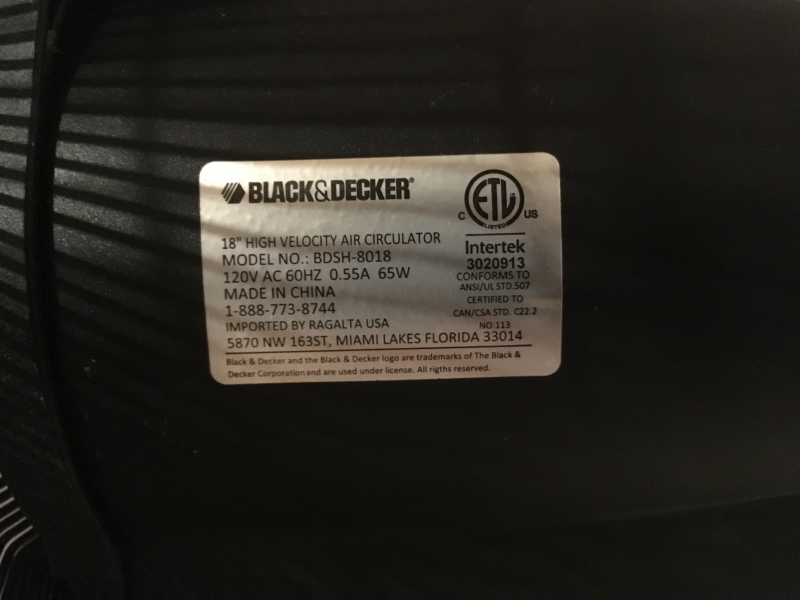 BLACK&DECKER®
18" HIGH VELOCITY AIR CIRCULATOR
MODEL NO.: BDSH-8018
120V AC 60HZ 0.55A 65W
MADE IN CHINA
1-888-773-8744
IMPORTED BY RAGALTA USA
5870 NW 163ST, MIAMI LAKES FLORIDA 33014
C ETL US
LISTED
Intertek
3020913
CONFORMS TO
ANSI/UL STD.507
CERTIFIED TO
CAN/CSA STD. C22.2
NO.113
Black & Decker and the Black & Decker logo are trademarks of The Black &
Decker Corporation and are used under license. All rigths reserved.